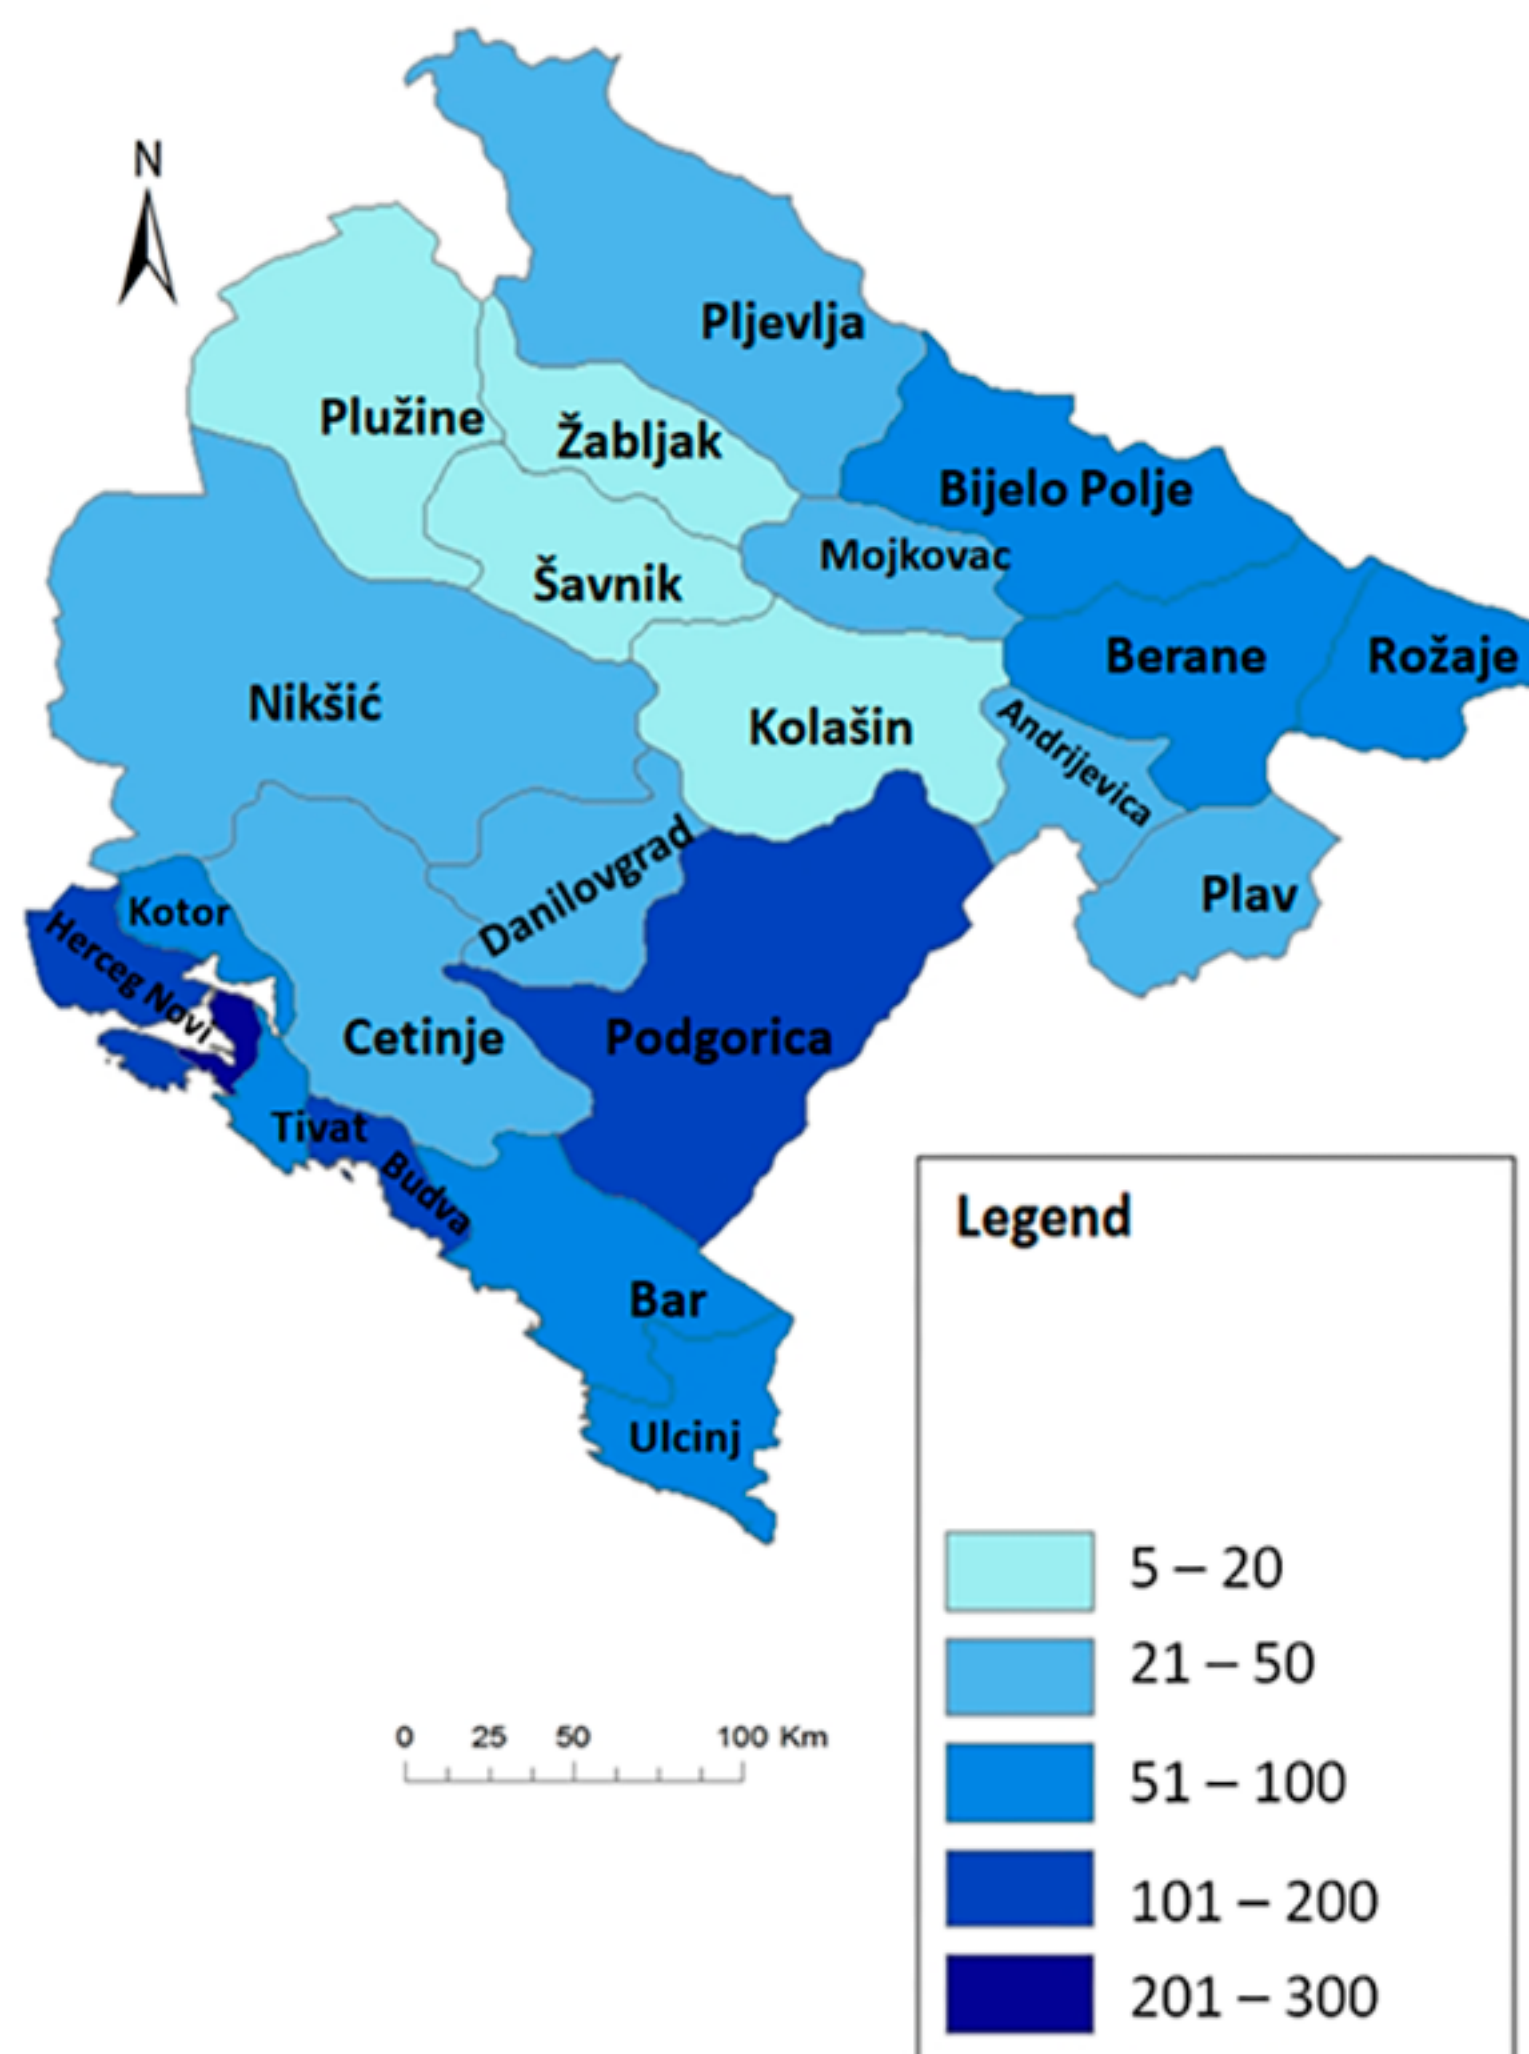 N
Pljevlja
Plužine
Žabljak
Bijelo Polje
Mojkovac
Šavnik
Berane
Rožaje
Nikšić
Kolašin
Andrijevica
Danilovgrad
Plav
Kotor
Herceg Novi
Cetinje
Podgorica
Tivat
Budva
Bar
Ulcinj
Legend
5 – 20
21 – 50
51 – 100
101 – 200
201 – 300
0 25 50 100 Km